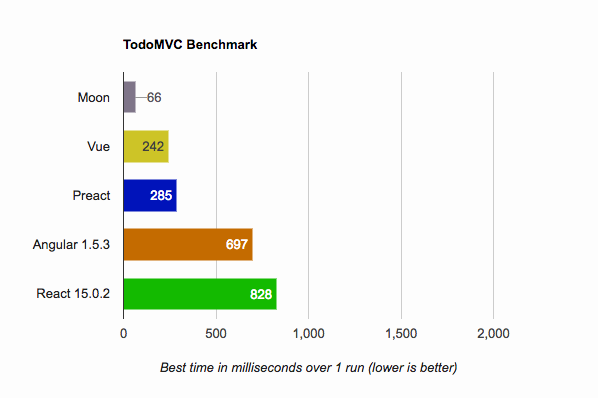 TodoMVC Benchmark
Moon 66
Vue 242
Preact 285
Angular 1.5.3 697
React 15.0.2 828
0 500 1,000 1,500 2,000
Best time in milliseconds over 1 run (lower is better)